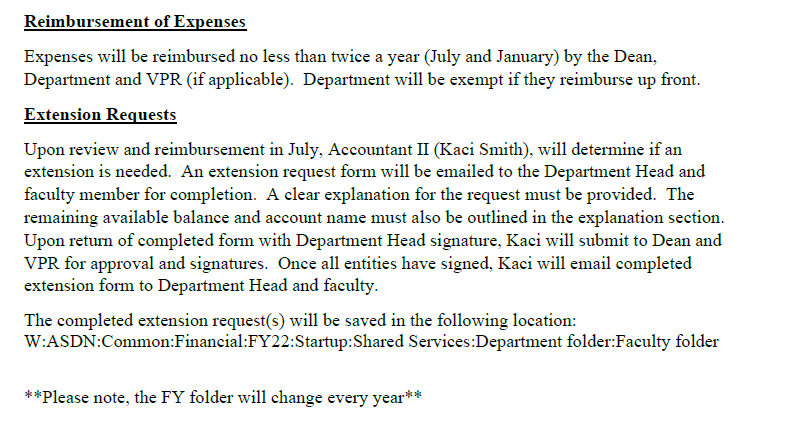 Reimbursement of Expenses
Expenses will be reimbursed no less than twice a year (July and January) by the Dean,
Department and VPR (if applicable).  Department will be exempt if they reimburse up front.
Extension Requests
Upon review and reimbursement in July, Accountant II (Kaci Smith), will determine if an
extension is needed.  An extension request form will be emailed to the Department Head and
faculty member for completion.  A clear explanation for the request must be provided.  The
remaining available balance and account name must also be outlined in the explanation section.
Upon return of completed form with Department Head signature, Kaci will submit to Dean and
VPR for approval and signatures.  Once all entities have signed, Kaci will email completed
extension form to Department Head and faculty.
The completed extension request(s) will be saved in the following location:
W:ASDN:Common:Financial:FY22:Startup:Shared Services:Department folder:Faculty folder
**Please note, the FY folder will change every year**